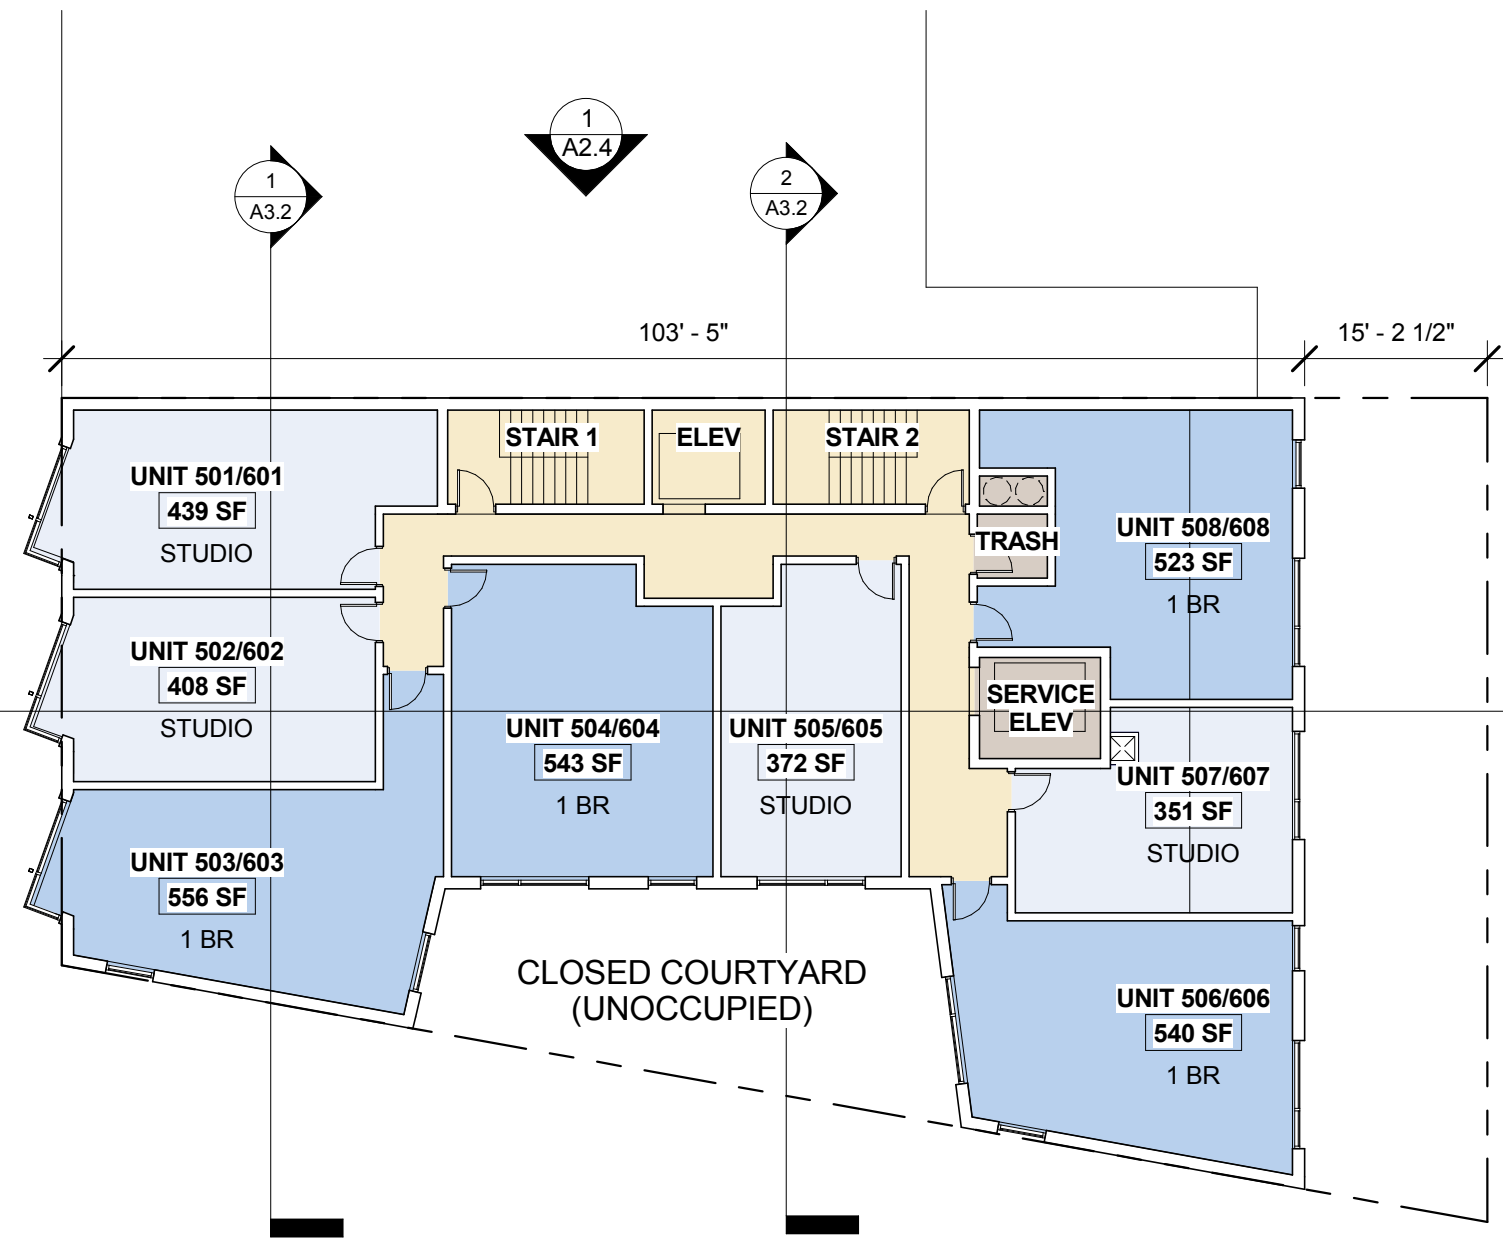 1
A2.4
1
A3.2
2
A3.2
103' - 5"
15' - 2 1/2"
STAIR 1
ELEV
STAIR 2
UNIT 501/601
439 SF
STUDIO
TRASH
UNIT 508/608
523 SF
1 BR
UNIT 502/602
408 SF
STUDIO
SERVICE
ELEV
UNIT 504/604
543 SF
1 BR
UNIT 505/605
372 SF
STUDIO
UNIT 507/607
351 SF
STUDIO
UNIT 503/603
556 SF
1 BR
CLOSED COURTYARD
(UNOCCUPIED)
UNIT 506/606
540 SF
1 BR